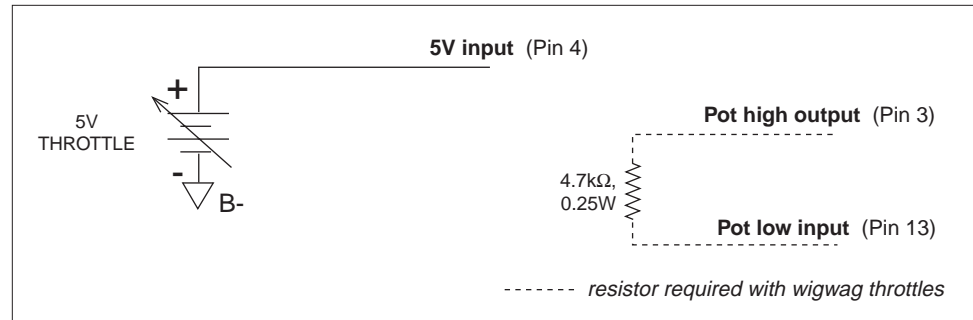 5V input (Pin 4)
+
5V
THROTTLE
-
B-
Pot high output (Pin 3)
4.7kΩ,
0.25W
Pot low input (Pin 13)
resistor required with wigwag throttles